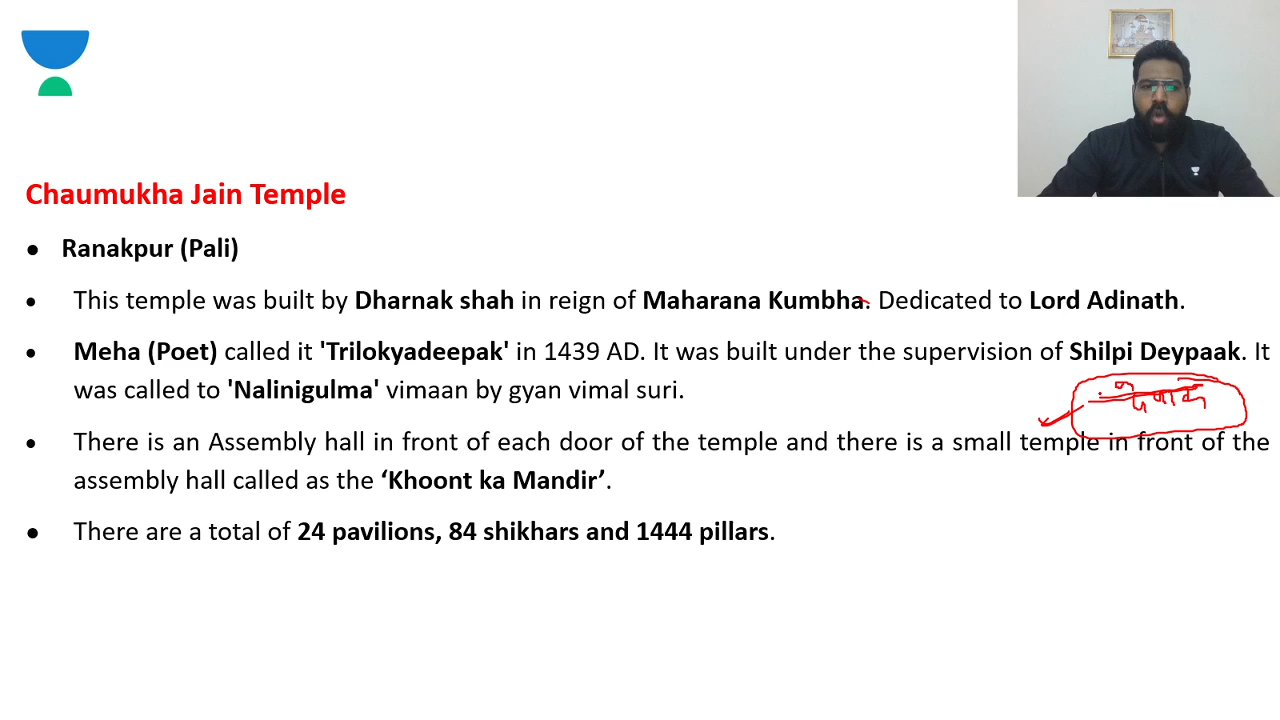 Chaumukha Jain Temple
• Ranakpur (Pali)
• This temple was built by Dharnak shah in reign of Maharana Kumbha. Dedicated to Lord Adinath.
• Meha (Poet) called it 'Trilokyadeepak' in 1439 AD. It was built under the supervision of Shilpi Deypaak. It
was called to 'Nalinigulma' vimaan by gyan vimal suri.
• There is an Assembly hall in front of each door of the temple and there is a small temple in front of the
assembly hall called as the ‘Khoont ka Mandir’.
• There are a total of 24 pavilions, 84 shikhars and 1444 pillars.